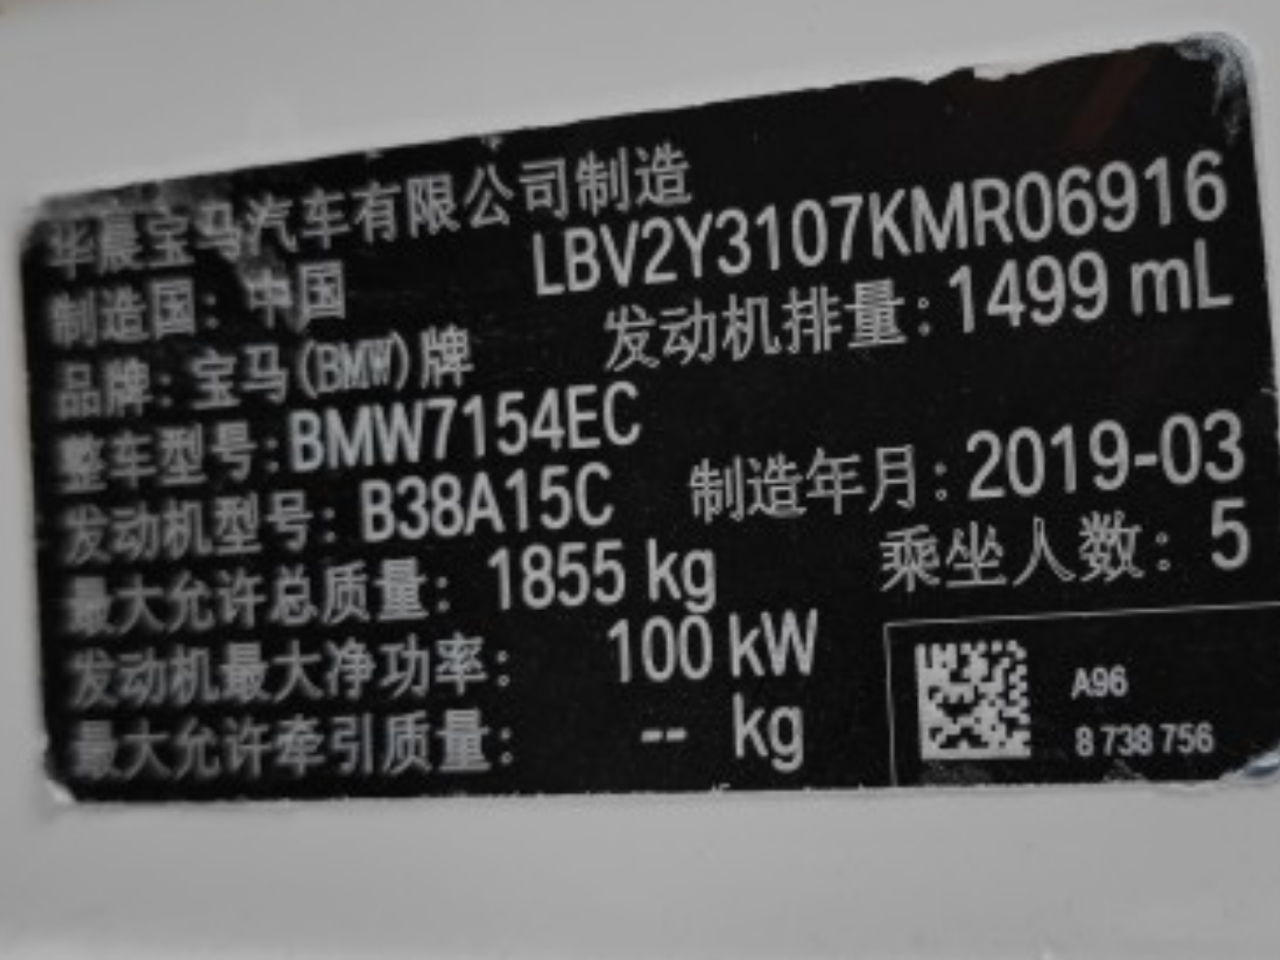 华晨宝马汽车有限公司制造
LBV2Y3107KMR06916
制造国：中国
发动机排量：1499 mL
品牌：宝马(BMW)牌
整车型号：BMW7154EC
制造年月：2019-03
发动机型号：B38A15C
乘坐人数：5
最大允许总质量：1855 kg
发动机最大净功率：100 kW
最大允许牵引质量：-- kg
A96
8 738 756